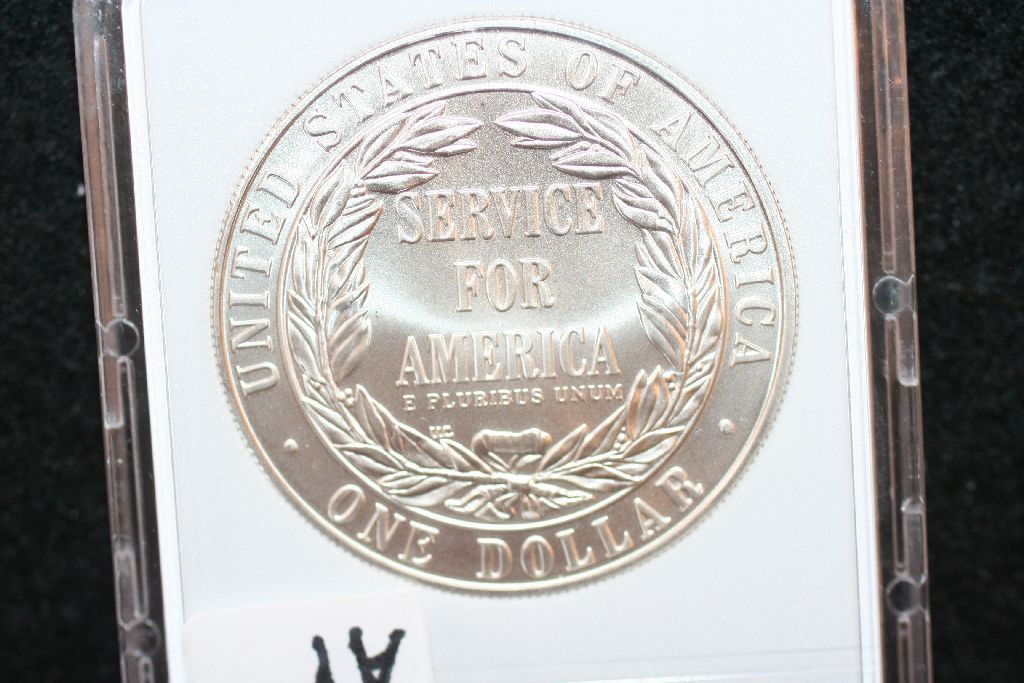 UNITED STATES OF AMERICA
SERVICE
FOR
AMERICA
E PLURIBUS UNUM
ONE DOLLAR